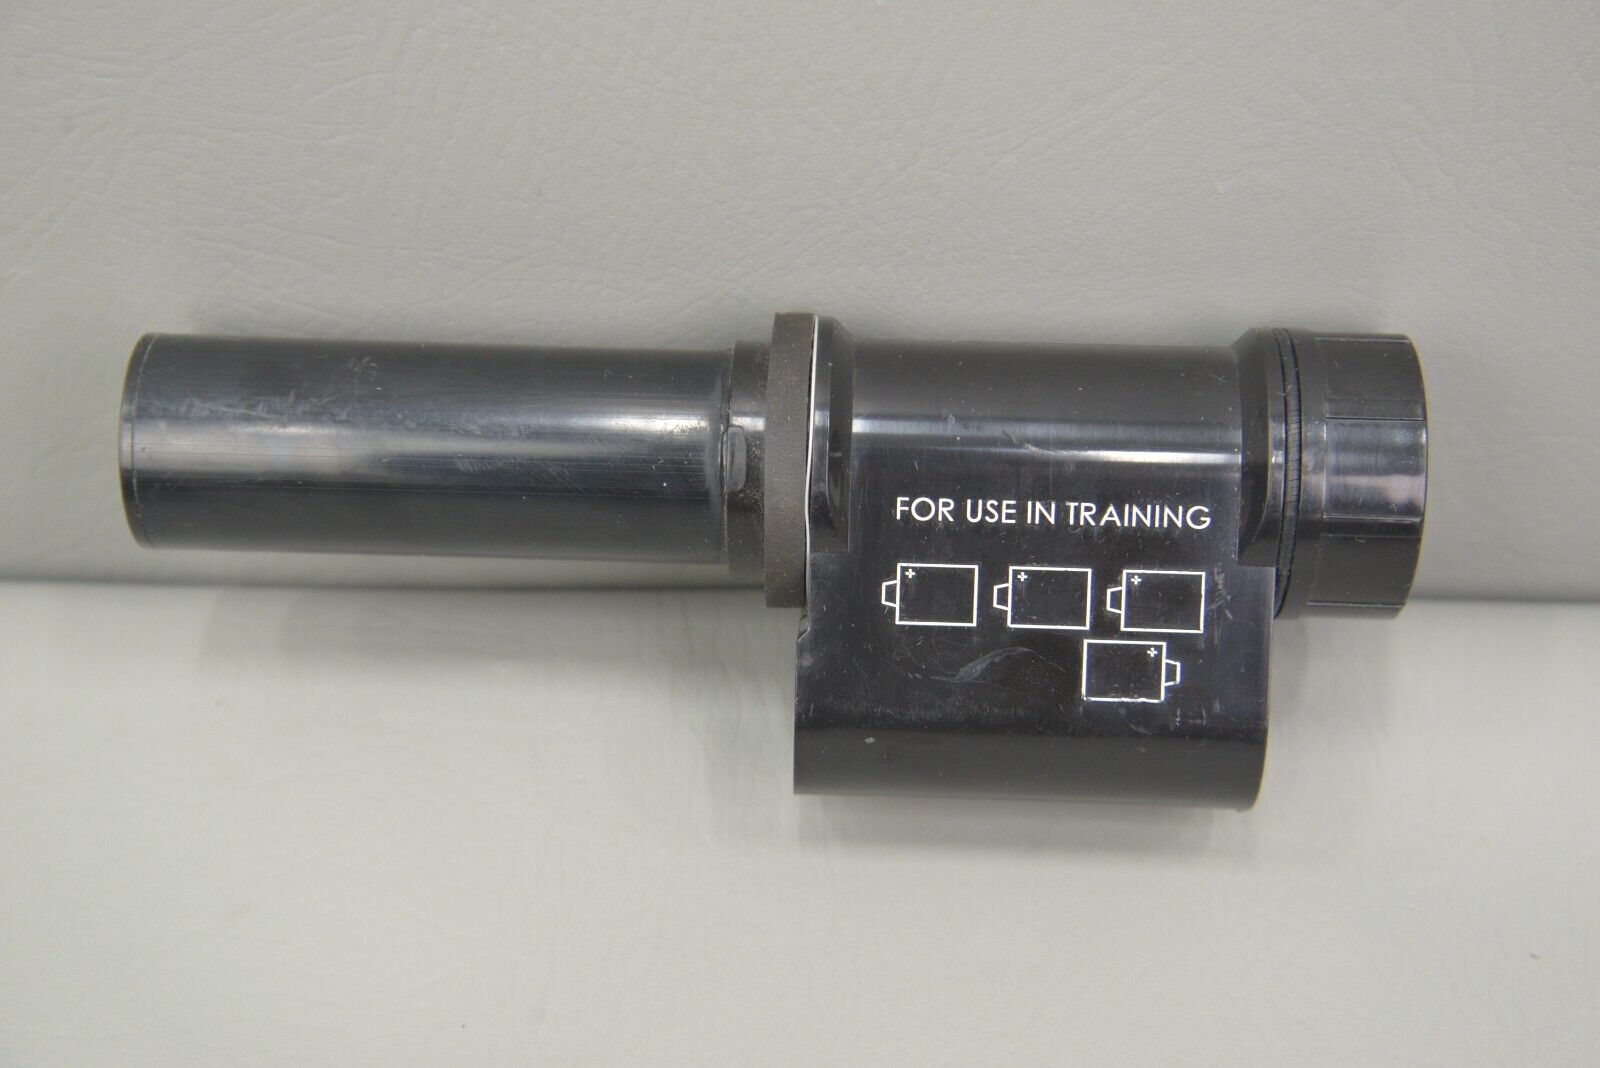 FOR USE IN TRAINING
+ + +
+